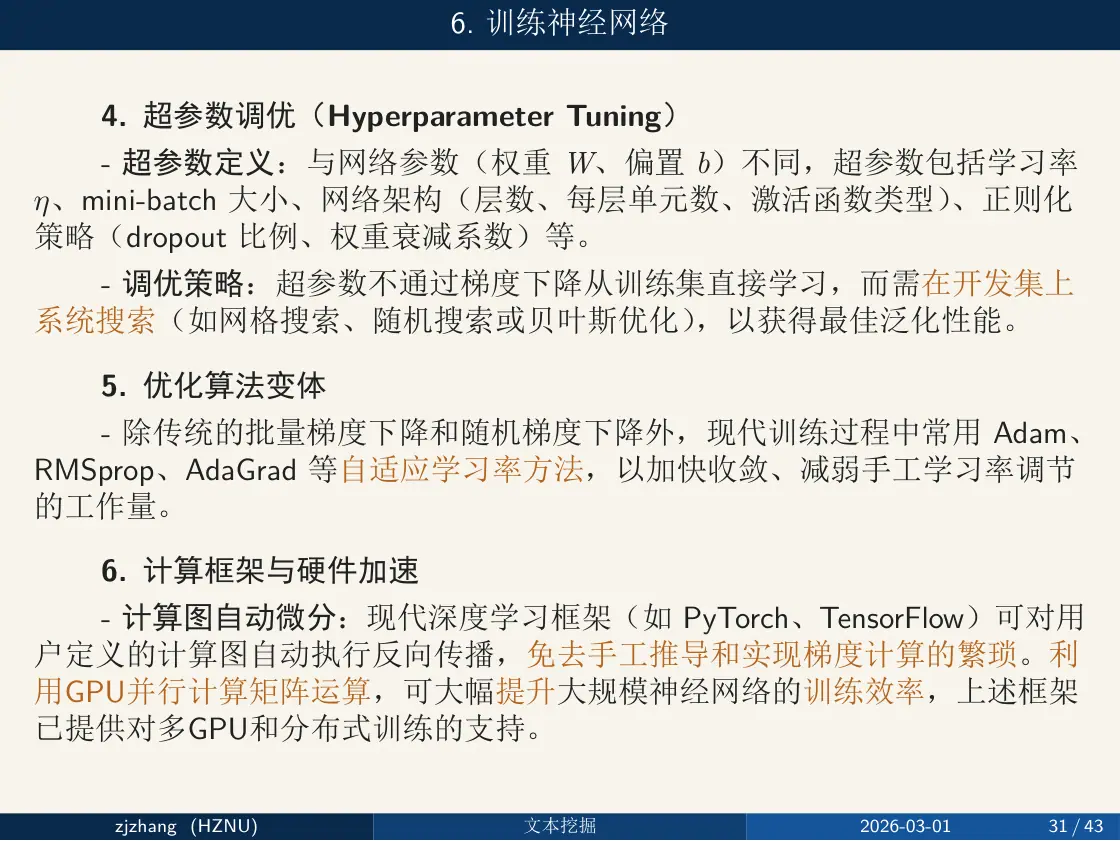 6. 训练神经网络
4. 超参数调优（Hyperparameter Tuning）
- 超参数定义：与网络参数（权重 W、偏置 b）不同，超参数包括学习率
η、mini-batch 大小、网络架构（层数、每层单元数、激活函数类型）、正则化
策略（dropout 比例、权重衰减系数）等。
- 调优策略：超参数不通过梯度下降从训练集直接学习，而需在开发集上
系统搜索（如网格搜索、随机搜索或贝叶斯优化），以获得最佳泛化性能。
5. 优化算法变体
- 除传统的批量梯度下降和随机梯度下降外，现代训练过程中常用 Adam、
RMSprop、AdaGrad 等自适应学习率方法，以加快收敛、减弱手工学习率调节
的工作量。
6. 计算框架与硬件加速
- 计算图自动微分：现代深度学习框架（如 PyTorch、TensorFlow）可对用
户定义的计算图自动执行反向传播，免去手工推导和实现梯度计算的繁琐。利
用GPU并行计算矩阵运算，可大幅提升大规模神经网络的训练效率，上述框架
已提供对多GPU和分布式训练的支持。
zjzhang (HZNU) 文本挖掘 2026-03-01 31 / 43